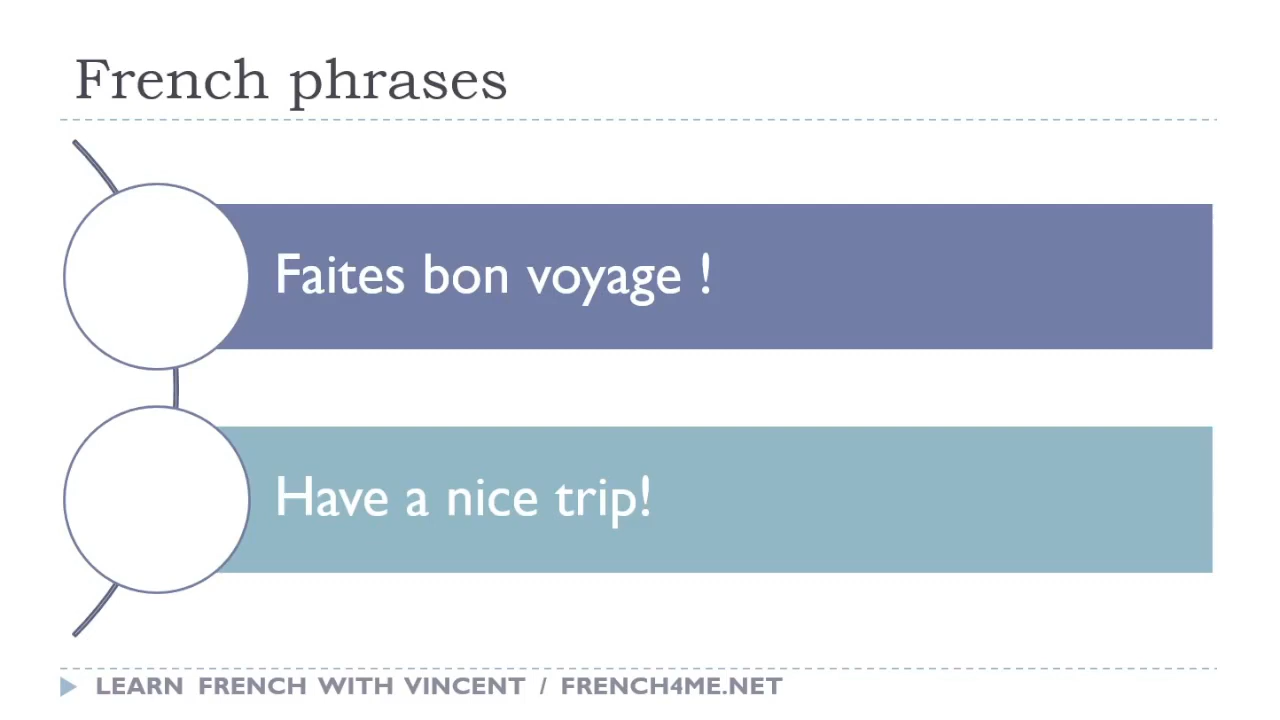 French phrases
Faites bon voyage !
Have a nice trip!
LEARN FRENCH WITH VINCENT / FRENCH4ME.NET